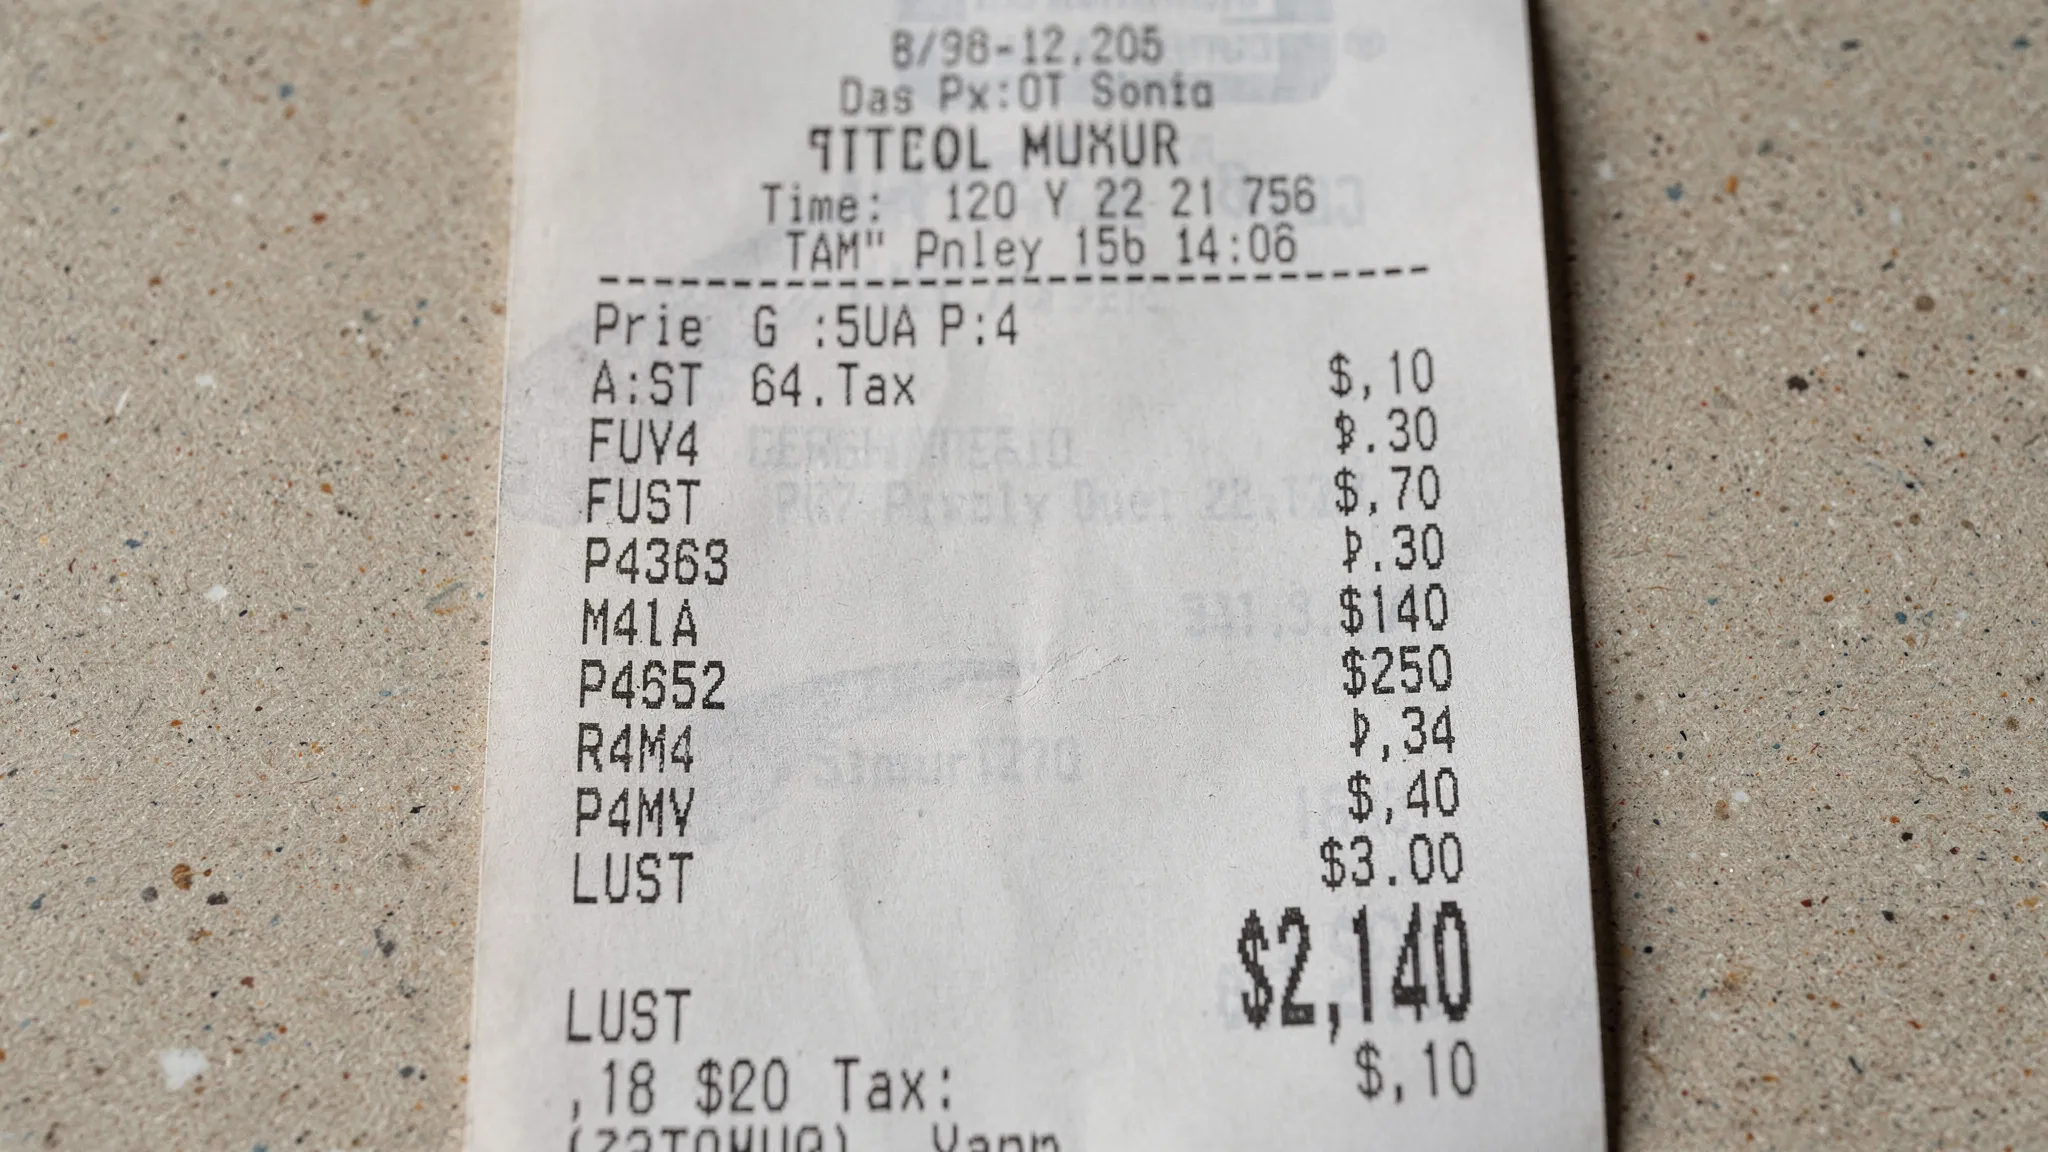 8/98-12,205
Das Px:OT Sonia
TITEOL MUXUR
Time: 120 Y 22 21 756
TAM" Pnley 15b 14:06
Prie G :5UA P:4
A:ST 64.Tax $,10
FUV4 .30
FUST $,70
P4363 .30
M41A $140
P4652 $250
R4M4 ,34
P4MV $,40
LUST $3.00
$2,140
LUST
,18 $20 Tax: $,10